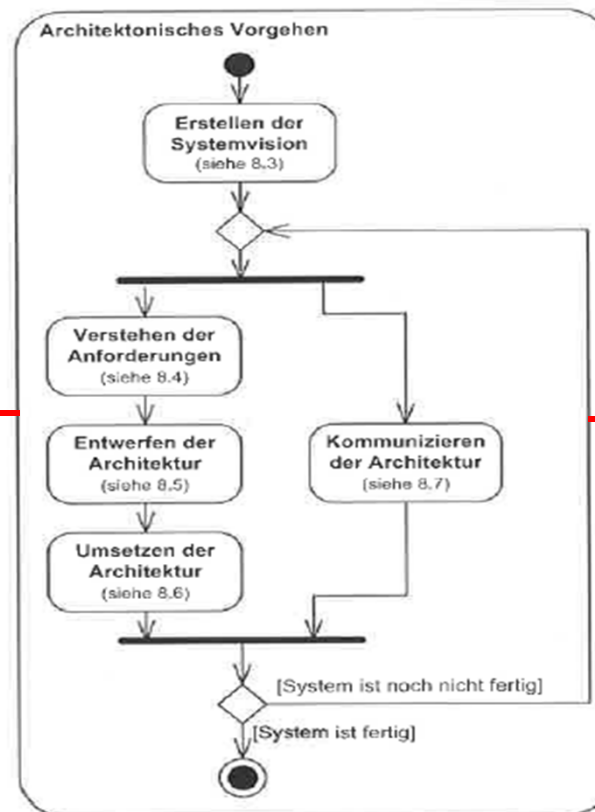 Architektonisches Vorgehen
Erstellen der
Systemvision
(siehe 8.3)
Verstehen der
Anforderungen
(siehe 8.4)
Entwerfen der
Architektur
(siehe 8.5)
Kommunizieren
der Architektur
(siehe 8.7)
Umsetzen der
Architektur
(siehe 8.6)
[System ist noch nicht fertig]
[System ist fertig]